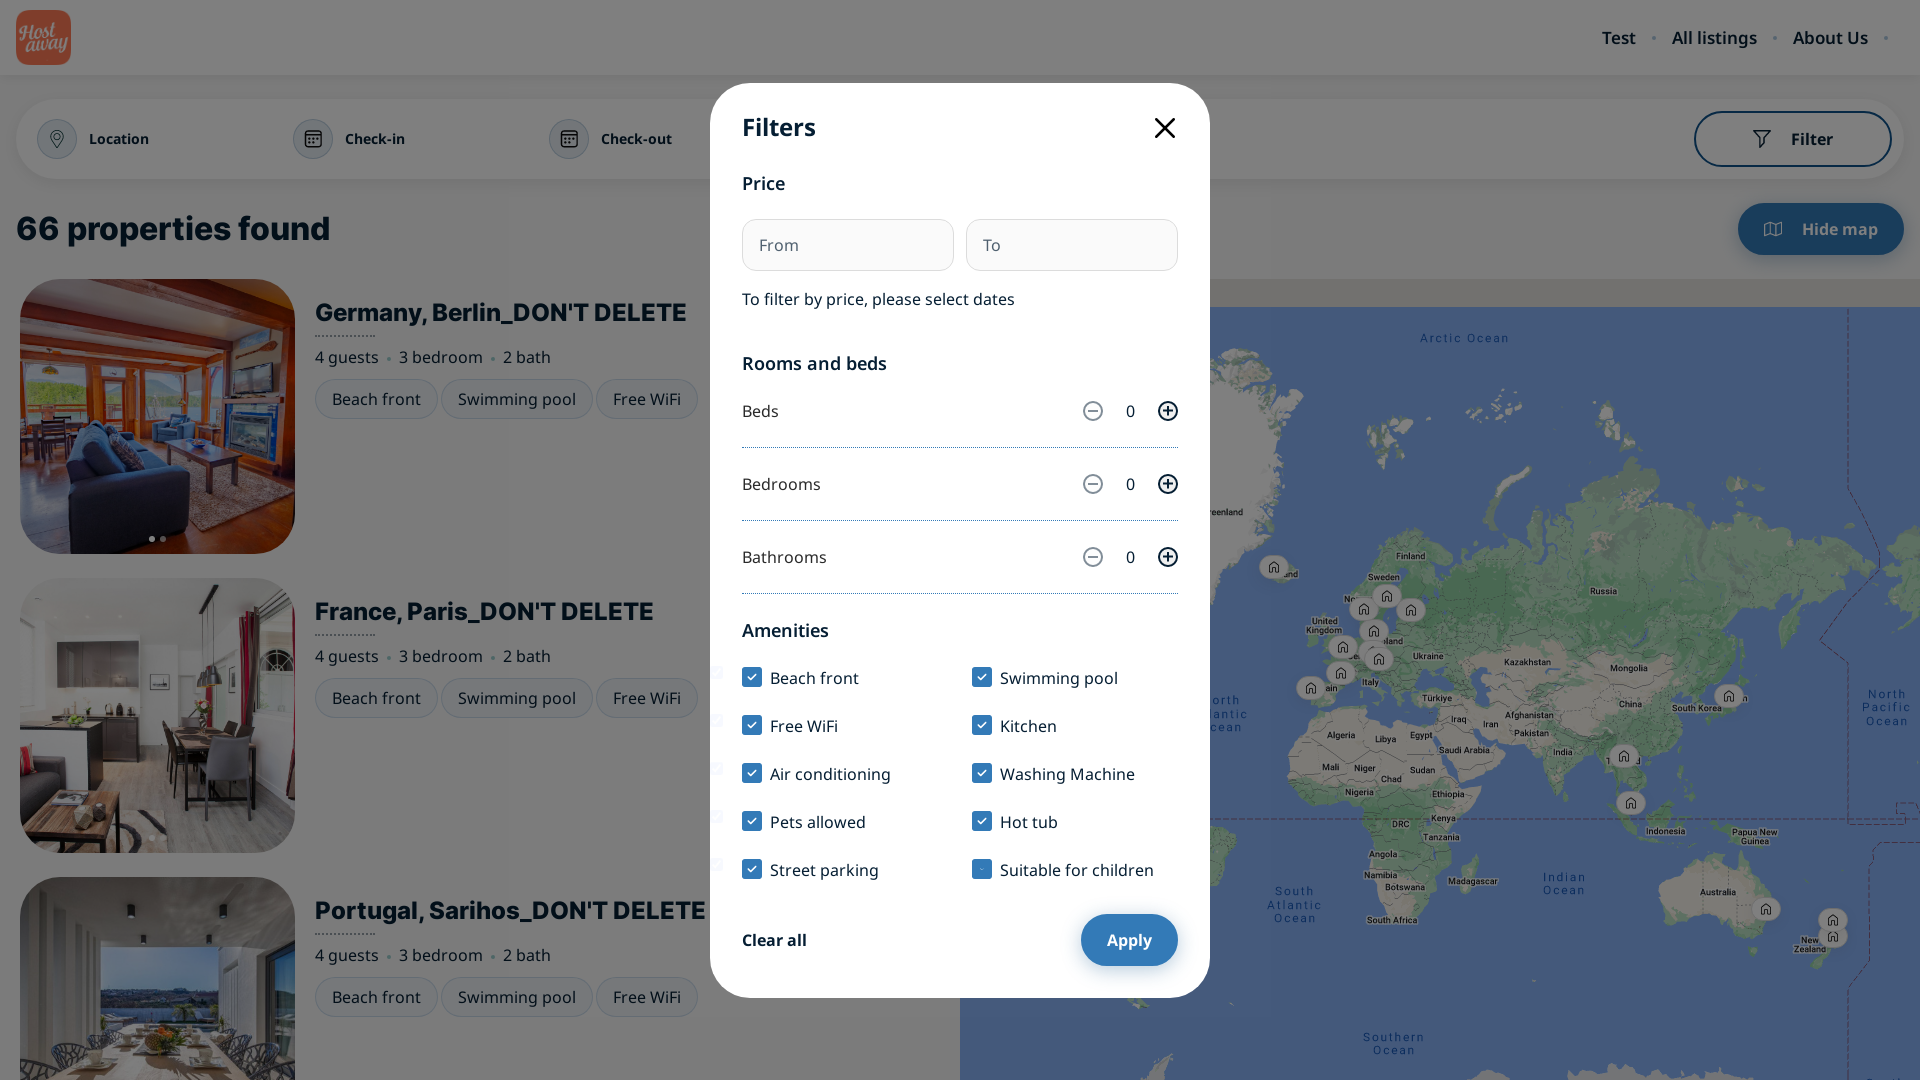 Host
away
Test
All listings
About Us
Location
Check-in
Check-out
Filter
66 properties found
Hide map
Germany, Berlin_DON'T DELETE
4 guests • 3 bedroom • 2 bath
Beach front
Swimming pool
Free WiFi
France, Paris_DON'T DELETE
4 guests • 3 bedroom • 2 bath
Beach front
Swimming pool
Free WiFi
Portugal, Sarihos_DON'T DELETE
4 guests • 3 bedroom • 2 bath
Beach front
Swimming pool
Free WiFi
Filters
Price
From
To
To filter by price, please select dates
Rooms and beds
Beds
0
Bedrooms
0
Bathrooms
0
Amenities
Beach front
Swimming pool
Free WiFi
Kitchen
Air conditioning
Washing Machine
Pets allowed
Hot tub
Street parking
Suitable for children
Clear all
Apply
Arctic Ocean
Finland
Sweden
Russia
United
Kingdom
Ukraine
Kazakhstan
Mongolia
Italy
Türkiye
China
South Korea
North
Pacific
Ocean
Iraq
Iran
Afghanistan
Pakistan
Algeria
Libya
Egypt
Saudi Arabia
India
Mali
Niger
Chad
Sudan
Nigeria
Ethiopia
DRC
Kenya
Tanzania
Indonesia
Papua New
Guinea
Angola
Namibia
Botswana
Madagascar
South Africa
Indian
Ocean
South
Atlantic
Ocean
Australia
New
Zealand
Southern
Ocean